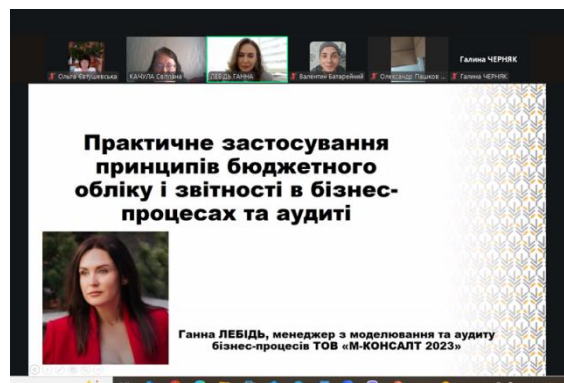 Галина ЧЕРНЯК
Ольга Євтушевська
КАЧУЛА Світлана
ЛЕБІДЬ ГАННА
Валентин Батарейний
Олександр Пашков ...
Галина ЧЕРНЯК
Практичне застосування
принципів бюджетного
обліку і звітності в бізнес-
процесах та аудиті
Ганна ЛЕБІДЬ, менеджер з моделювання та аудиту
бізнес-процесів ТОВ «М-КОНСАЛТ 2023»